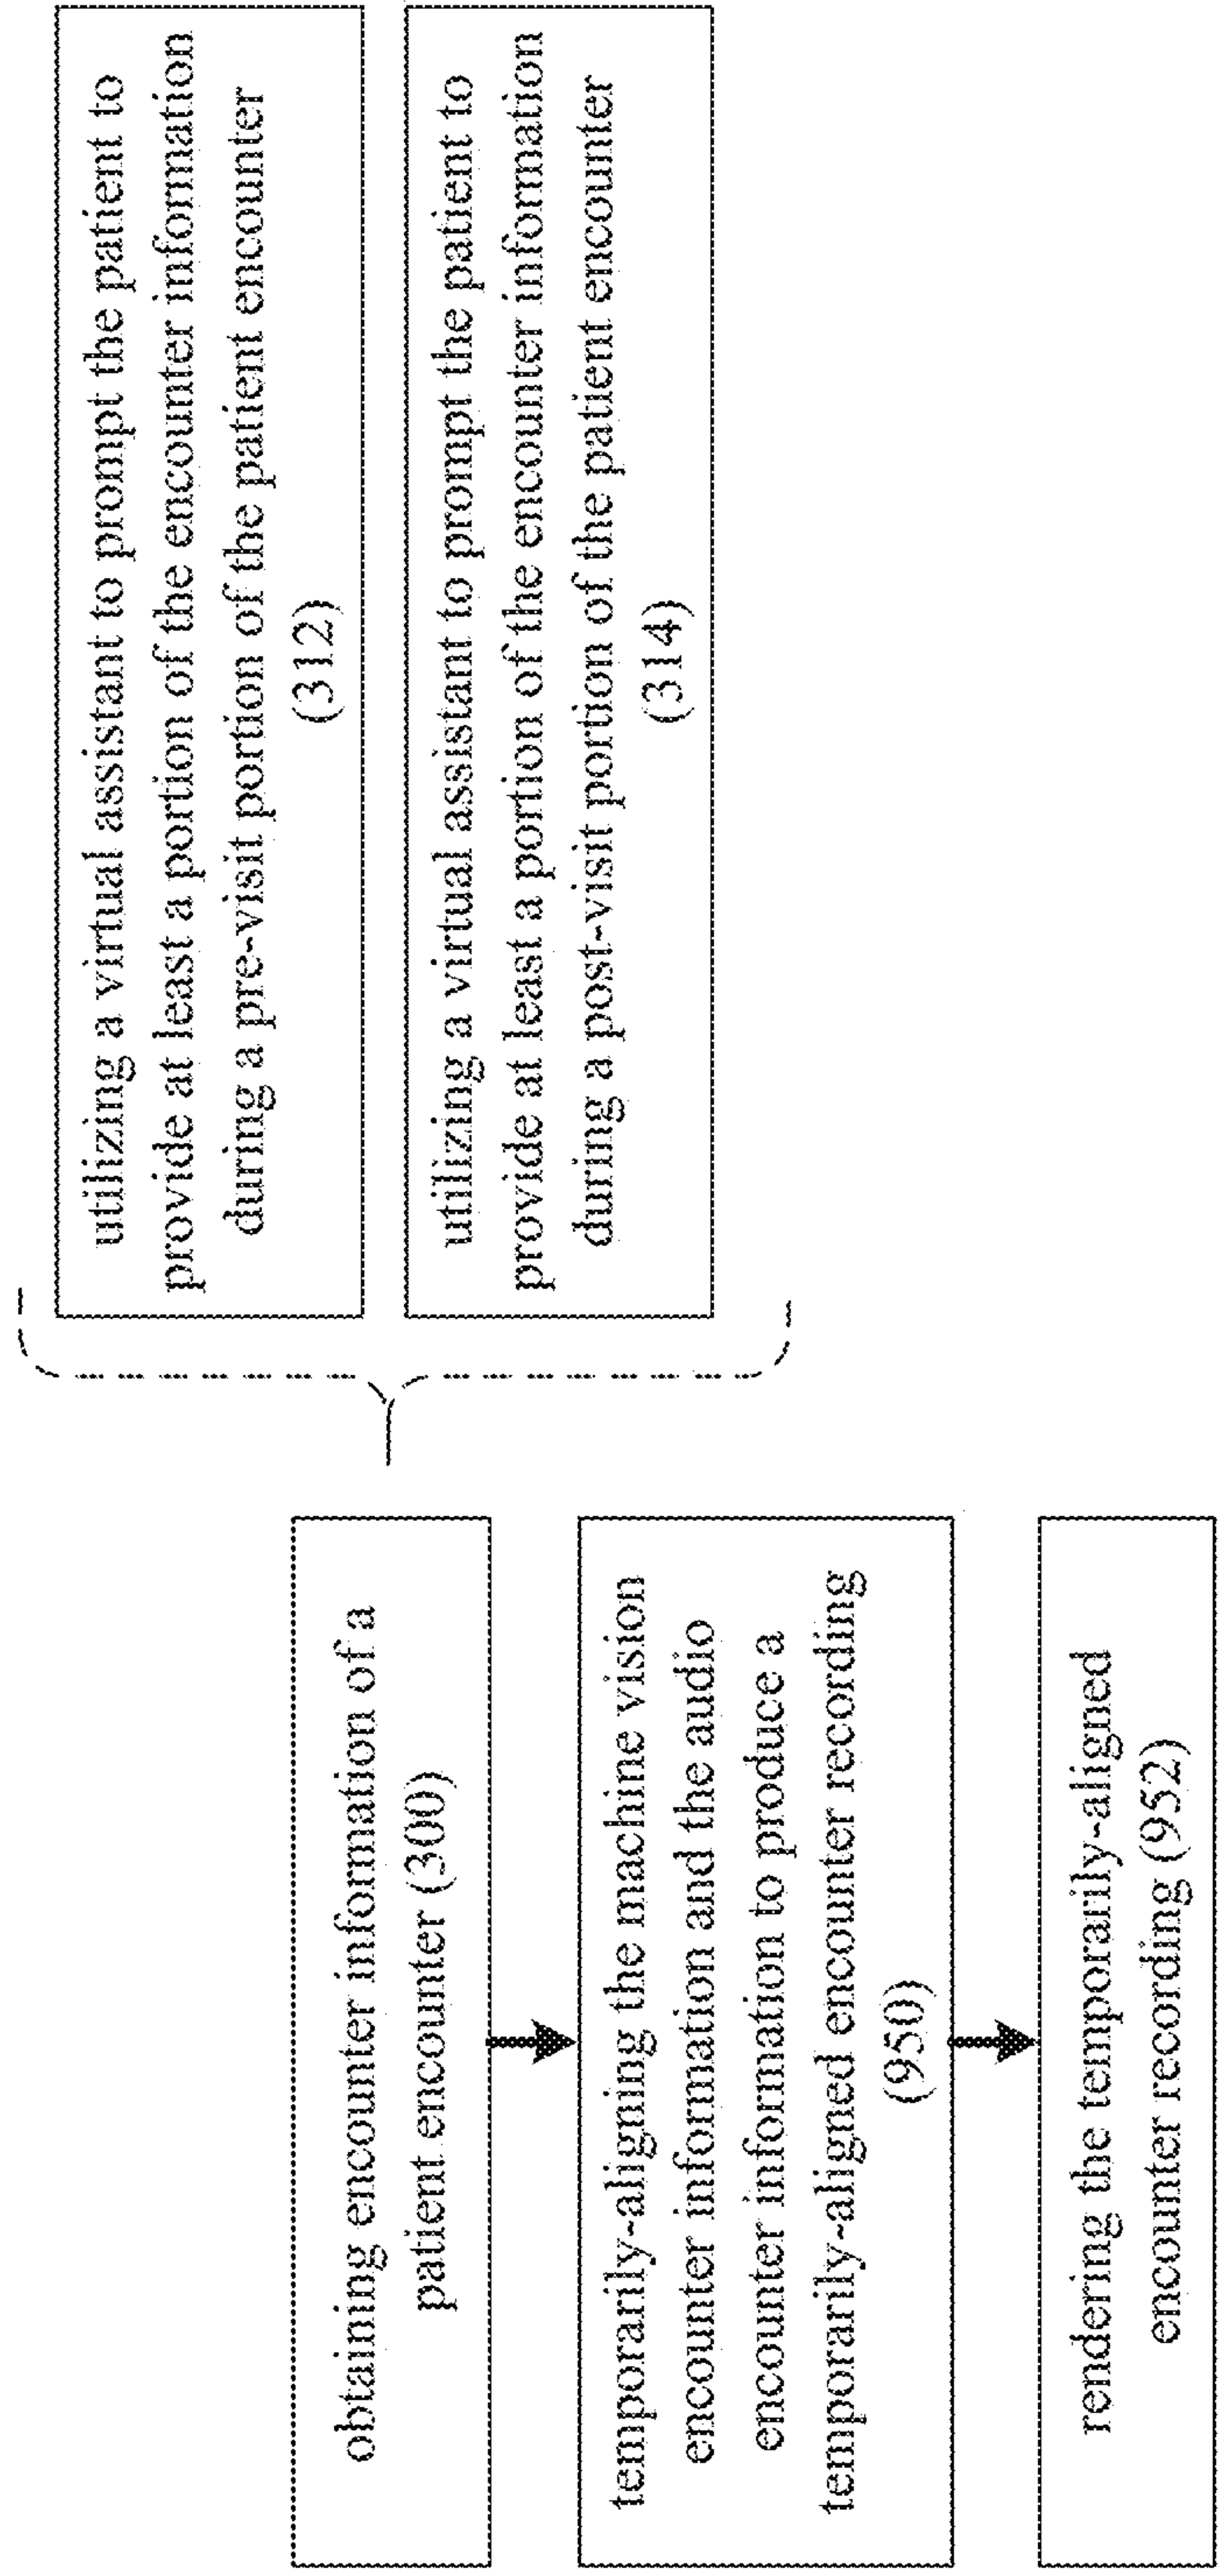 obtaining encounter information of a
patient encounter (300)
temporarily-aligning the machine vision
encounter information and the audio
encounter information to produce a
temporarily-aligned encounter recording
(950)
rendering the temporarily-aligned
encounter recording (952)
utilizing a virtual assistant to prompt the patient to
provide at least a portion of the encounter information
during a pre-visit portion of the patient encounter
(312)
utilizing a virtual assistant to prompt the patient to
provide at least a portion of the encounter information
during a post-visit portion of the patient encounter
(314)